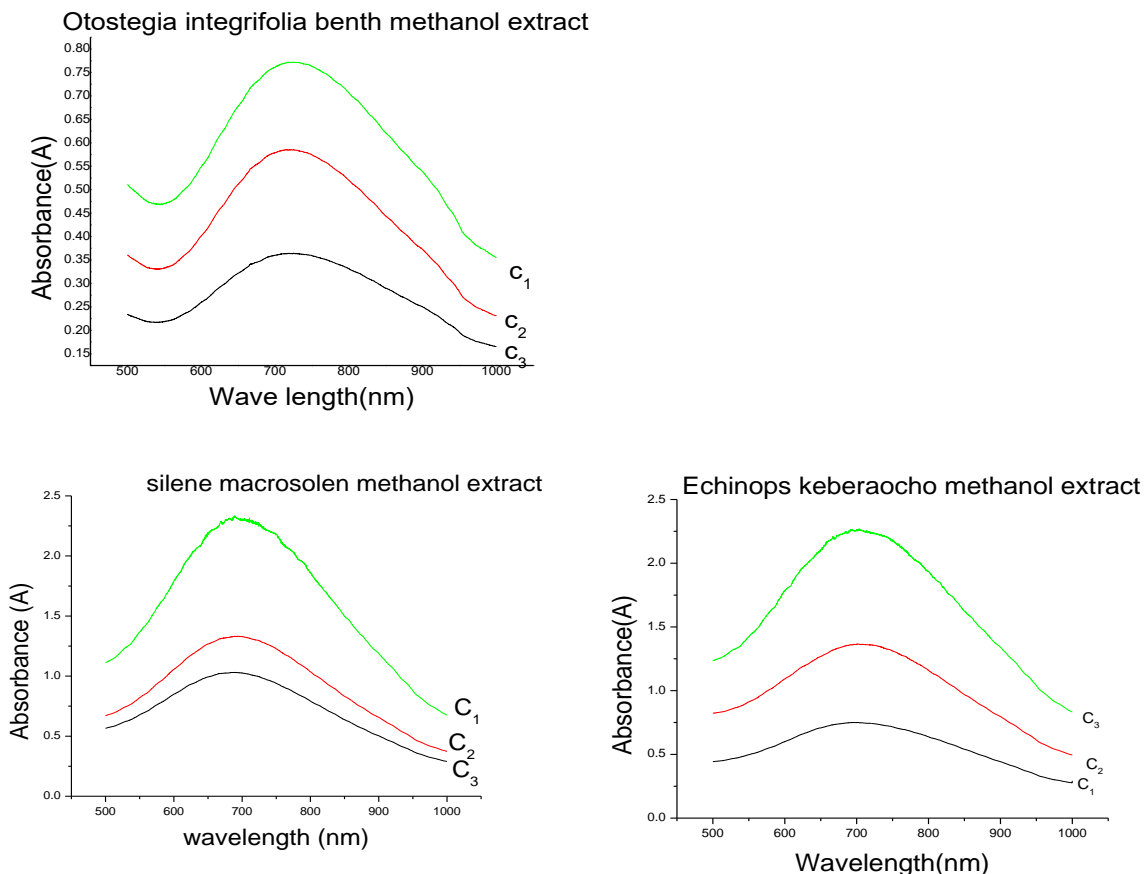 Otostegia integrifolia benth methanol extract
Absorbance(A)
0.80
0.75
0.70
0.65
0.60
0.55
0.50
0.45
0.40
0.35
0.30
0.25
0.20
0.15
c1
c2
c3
500 600 700 800 900 1000
Wave length(nm)
silene macrosolen methanol extract
Absorbance (A)
2.5
2.0
1.5
1.0
0.5
0.0
C1
C2
C3
500 600 700 800 900 1000
wavelength (nm)
Echinops keberaocho methanol extract
Absorbance(A)
2.5
2.0
1.5
1.0
0.5
0.0
C3
C2
C1
500 600 700 800 900 1000
Wavelength(nm)